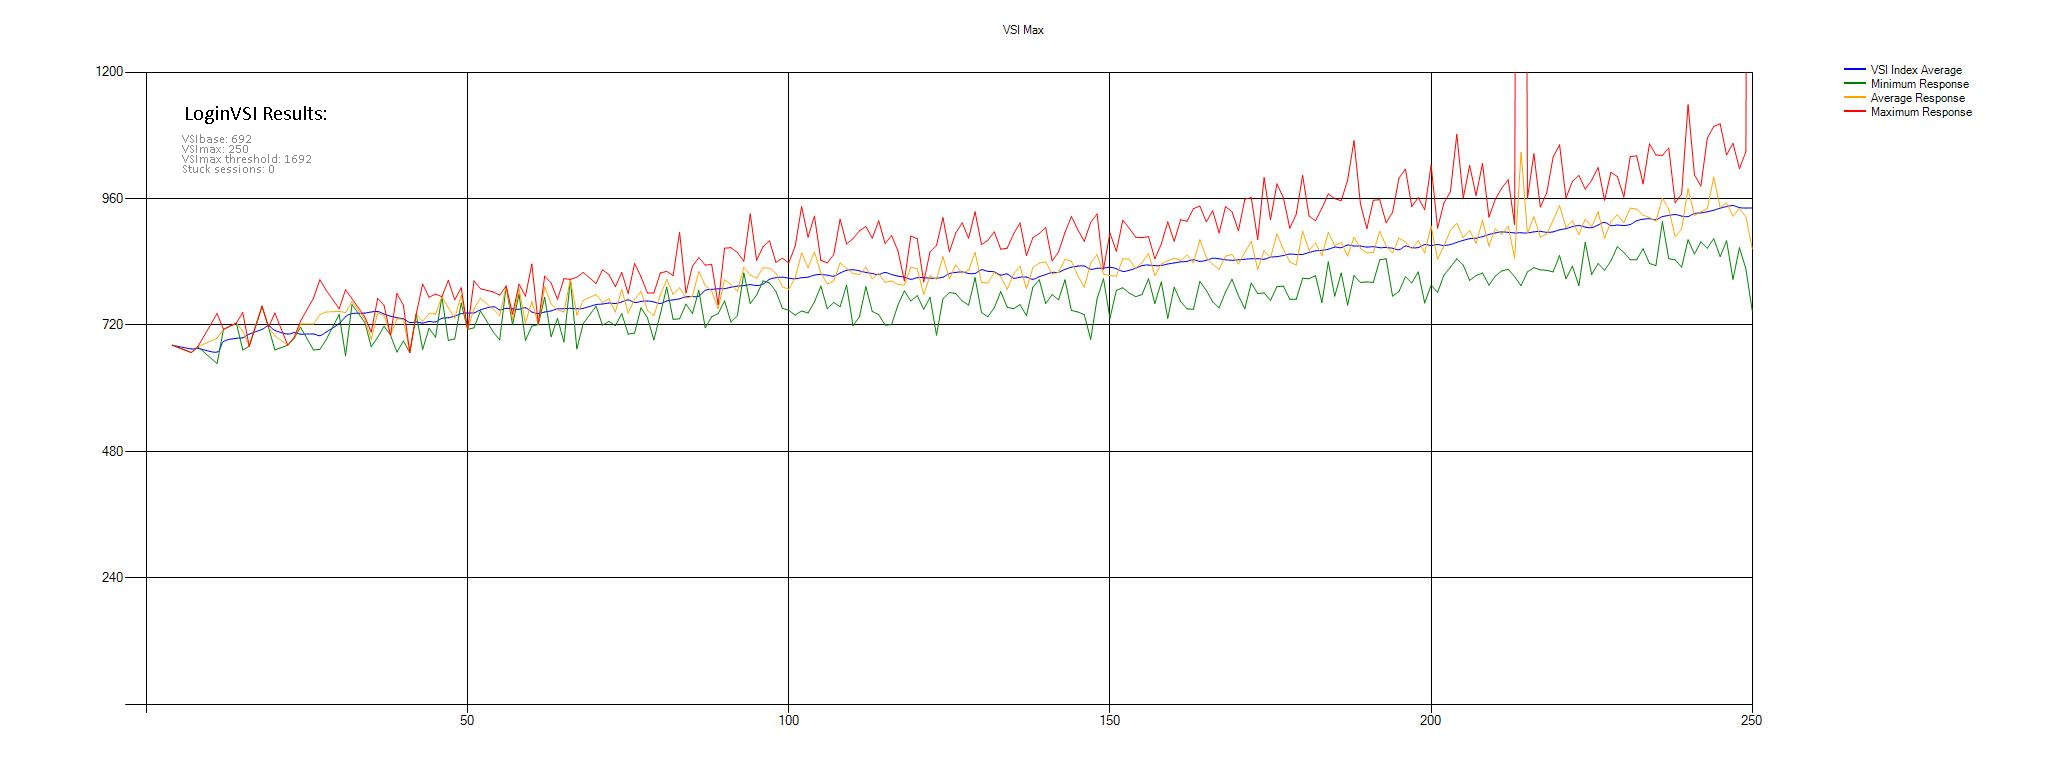 VSI Max
1200
960
720
480
240
50
100
150
200
250
LoginVSI Results:
VSIbase: 692
VSImax: 250
VSImax threshold: 1692
Stuck sessions: 0
VSI Index Average
Minimum Response
Average Response
Maximum Response